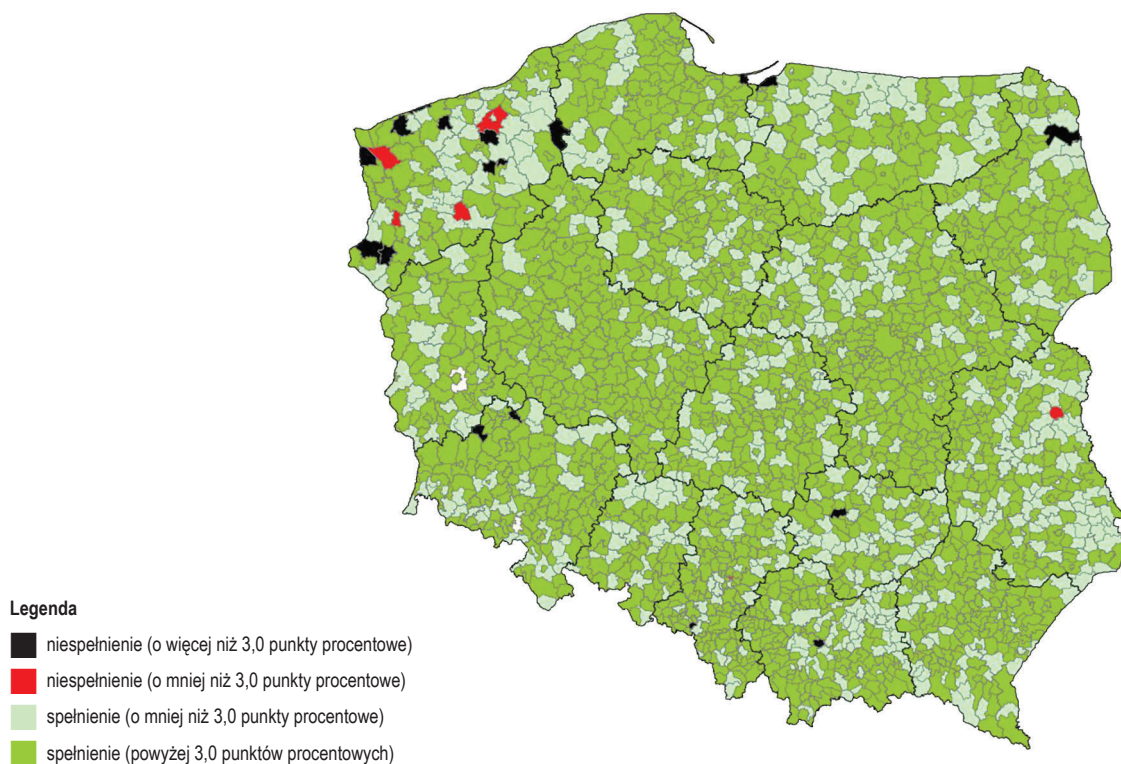 Legenda
niespełnienie (o więcej niż 3,0 punkty procentowe)
niespełnienie (o mniej niż 3,0 punkty procentowe)
spełnienie (o mniej niż 3,0 punkty procentowe)
spełnienie (powyżej 3,0 punktów procentowych)